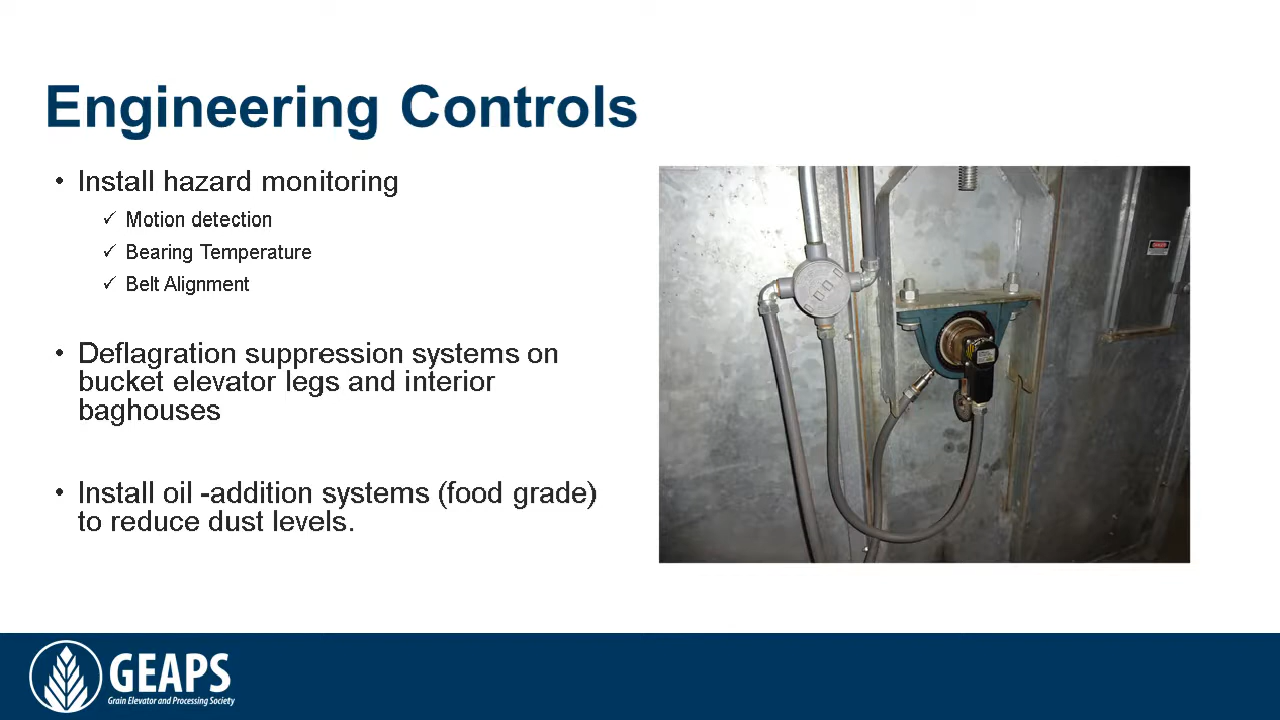 Engineering Controls
• Install hazard monitoring
✓ Motion detection
✓ Bearing Temperature
✓ Belt Alignment
• Deflagration suppression systems on
bucket elevator legs and interior
baghouses
• Install oil -addition systems (food grade)
to reduce dust levels.
DANGER
GEAPS
Grain Elevator and Processing Society